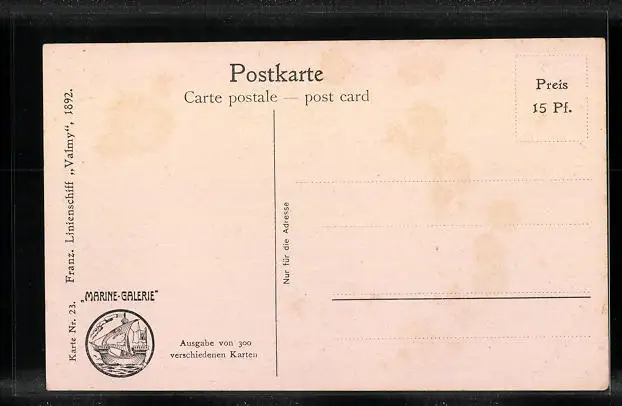 Postkarte
Carte postale — post card
Preis
15 Pf.
Karte Nr. 23. Franz. Linienschiff „Valmy“, 1892.
Nur für die Adresse
„MARINE-GALERIE“
Ausgabe von 300
verschiedenen Karten